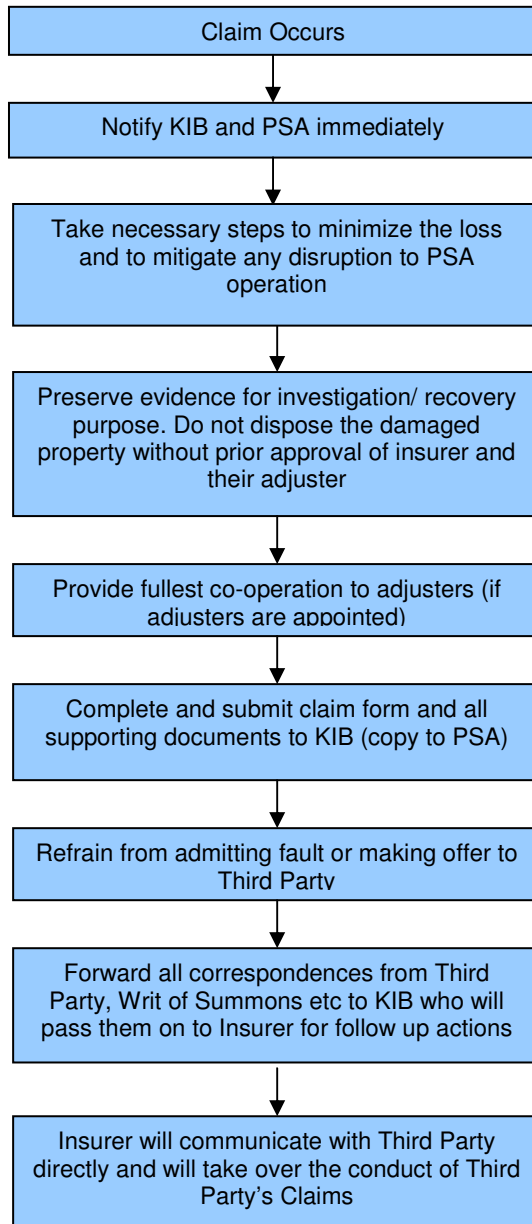 Claim Occurs
Notify KIB and PSA immediately
Take necessary steps to minimize the loss
and to mitigate any disruption to PSA
operation
Preserve evidence for investigation/ recovery
purpose. Do not dispose the damaged
property without prior approval of insurer and
their adjuster
Provide fullest co-operation to adjusters (if
adjusters are appointed)
Complete and submit claim form and all
supporting documents to KIB (copy to PSA)
Refrain from admitting fault or making offer to
Third Party
Forward all correspondences from Third
Party, Writ of Summons etc to KIB who will
pass them on to Insurer for follow up actions
Insurer will communicate with Third Party
directly and will take over the conduct of Third
Party’s Claims